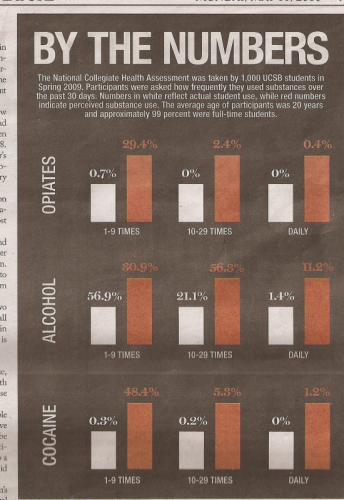 BY THE NUMBERS
The National Collegiate Health Assessment was taken by 1,000 UCSB students in
Spring 2009. Participants were asked how frequently they used substances over
the past 30 days. Numbers in white reflect actual student use, while red numbers
indicate perceived substance use. The average age of participants was 20 years
and approximately 99 percent were full-time students.
OPIATES
0.7% 29.4% 0% 2.4% 0% 0.4%
1-9 TIMES 10-29 TIMES DAILY
ALCOHOL
56.9% 30.9% 21.1% 56.3% 1.4% 11.2%
1-9 TIMES 10-29 TIMES DAILY
COCAINE
0.3% 48.4% 0.2% 5.3% 0% 1.2%
1-9 TIMES 10-29 TIMES DAILY